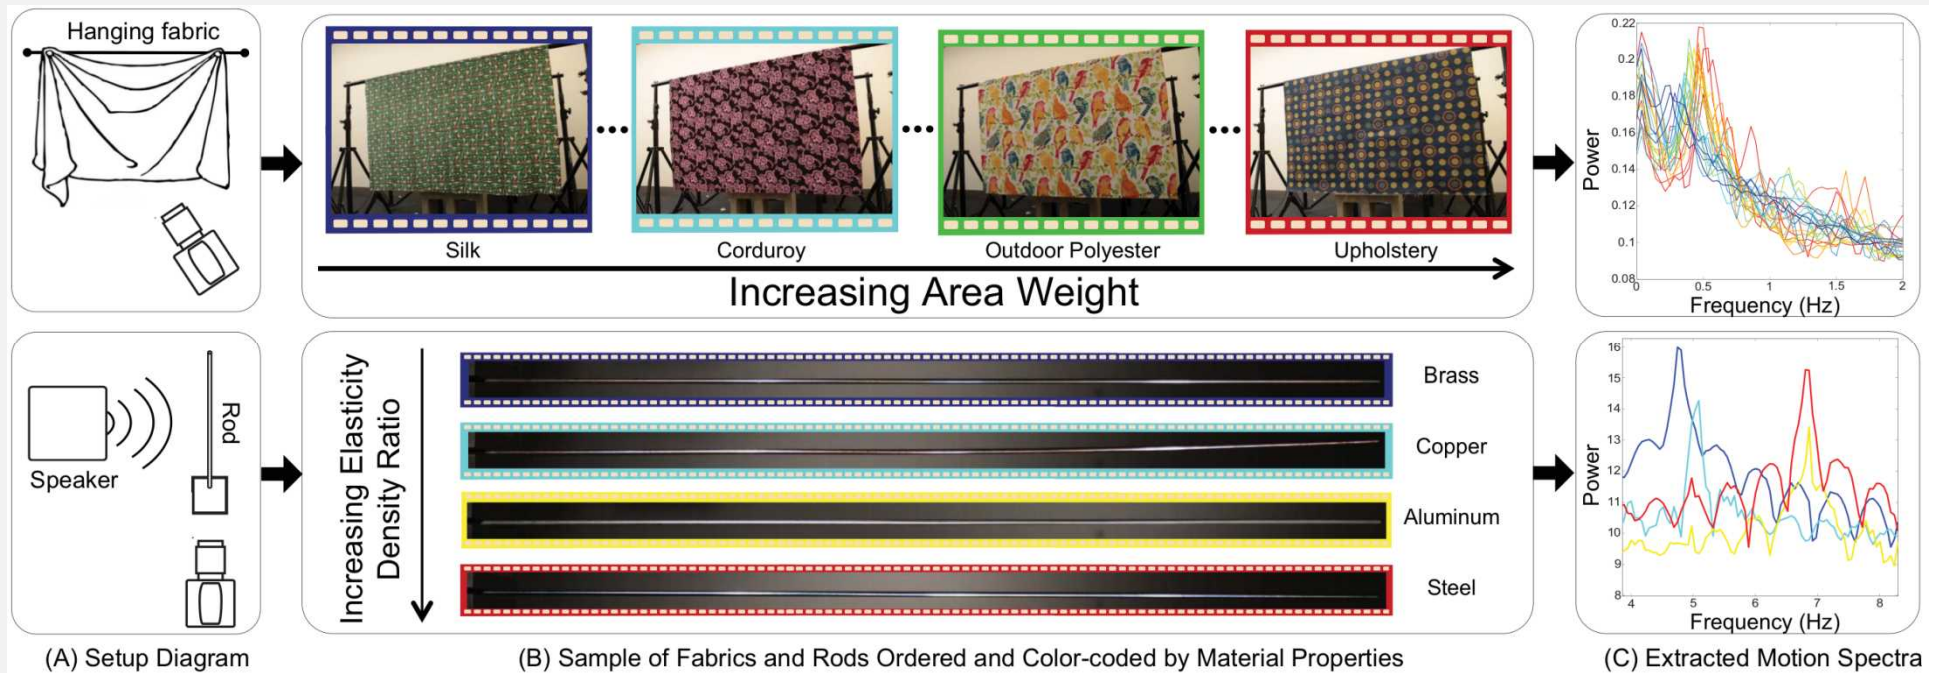 Hanging fabric
Silk
Corduroy
Outdoor Polyester
Upholstery
Increasing Area Weight
Power
0.22
0.2
0.18
0.16
0.14
0.12
0.1
0.08
0
0.5
1
1.5
2
Frequency (Hz)
Speaker
Rod
Increasing Elasticity
Density Ratio
Brass
Copper
Aluminum
Steel
Power
16
15
14
13
12
11
10
9
8
4
5
6
7
8
Frequency (Hz)
(A) Setup Diagram
(B) Sample of Fabrics and Rods Ordered and Color-coded by Material Properties
(C) Extracted Motion Spectra